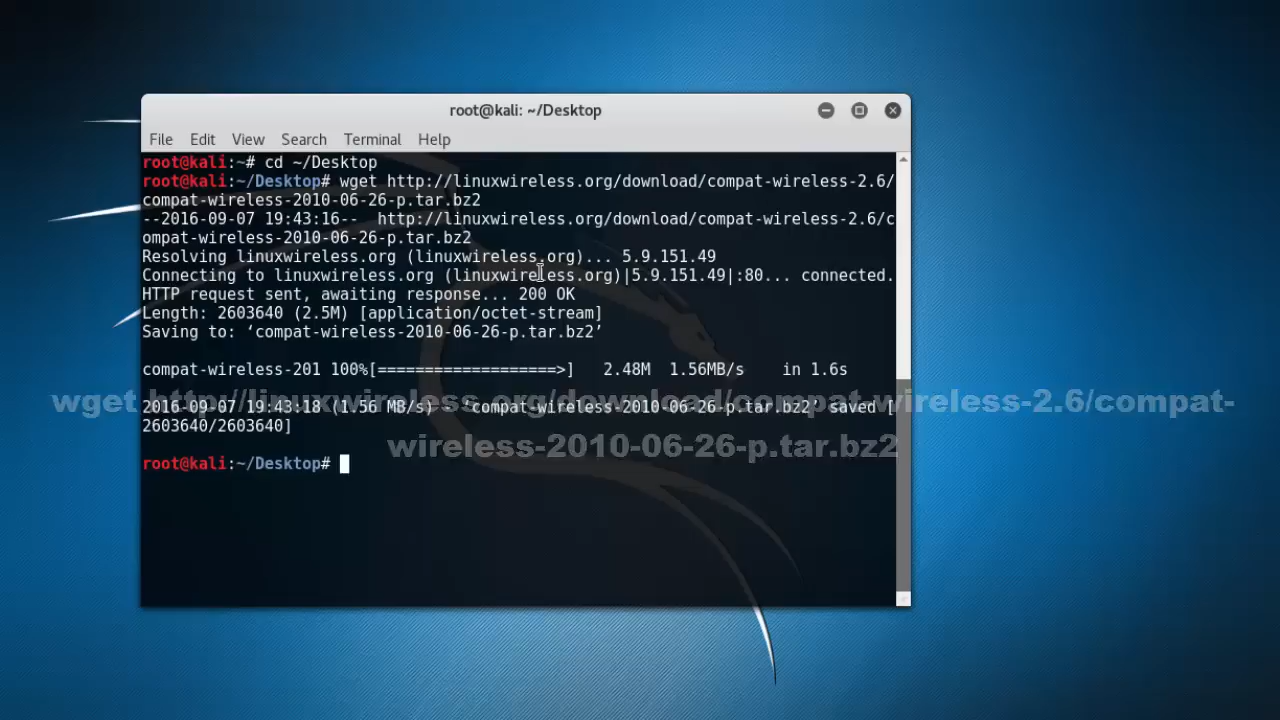 root@kali: ~/Desktop
File Edit View Search Terminal Help
root@kali:~# cd ~/Desktop
root@kali:~/Desktop# wget http://linuxwireless.org/download/compat-wireless-2.6/
compat-wireless-2010-06-26-p.tar.bz2
--2016-09-07 19:43:16--  http://linuxwireless.org/download/compat-wireless-2.6/c
ompat-wireless-2010-06-26-p.tar.bz2
Resolving linuxwireless.org (linuxwireless.org)... 5.9.151.49
Connecting to linuxwireless.org (linuxwireless.org)|5.9.151.49|:80... connected.
HTTP request sent, awaiting response... 200 OK
Length: 2603640 (2.5M) [application/octet-stream]
Saving to: ‘compat-wireless-2010-06-26-p.tar.bz2’
compat-wireless-201 100%[===================>]   2.48M  1.56MB/s    in 1.6s
wget http://linuxwireless.org/download/compat-wireless-2.6/compat-
2016-09-07 19:43:18 (1.56 MB/s) - ‘compat-wireless-2010-06-26-p.tar.bz2’ saved [
2603640/2603640]
wireless-2010-06-26-p.tar.bz2
root@kali:~/Desktop#